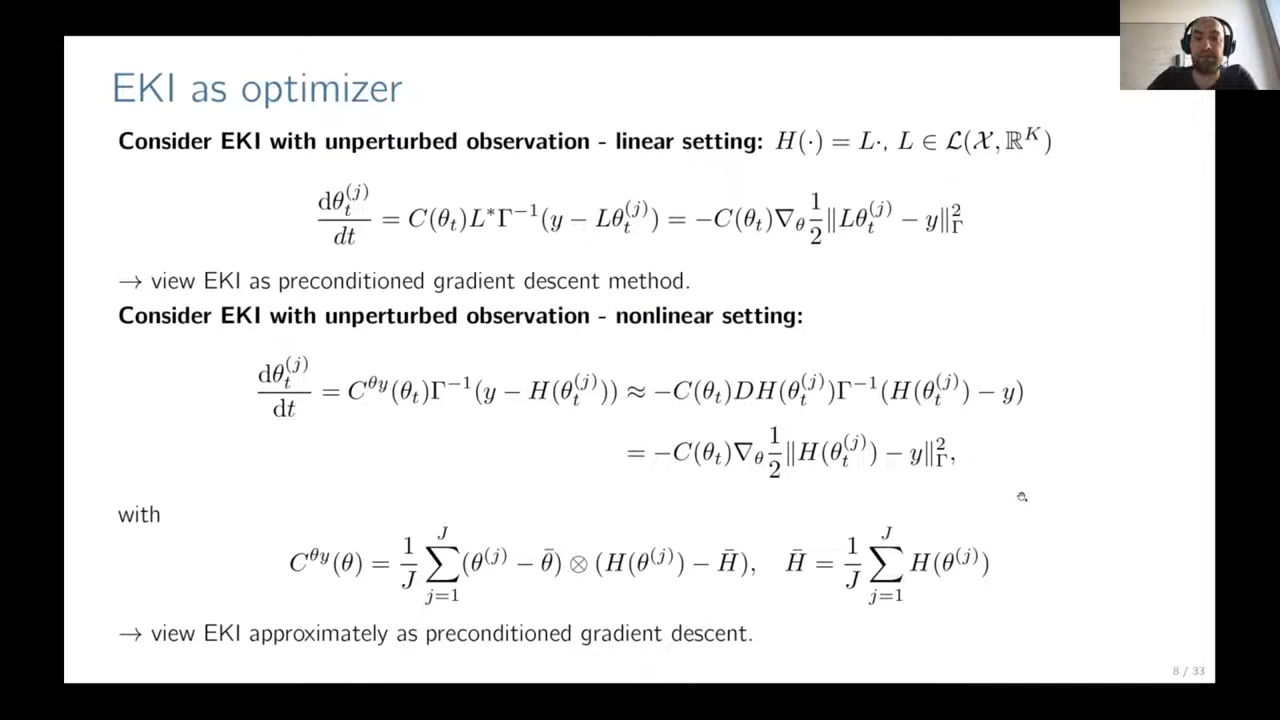 EKI as optimizer
Consider EKI with unperturbed observation - linear setting: H(·) = L·, L ∈ ℒ(𝒳, ℝ^K)
dθ_t^{(j)}/dt = C(θ_t)L*Γ^{-1}(y − Lθ_t^{(j)}) = −C(θ_t)∇_θ 1/2 ‖Lθ_t^{(j)} − y‖_Γ^2
→ view EKI as preconditioned gradient descent method.
Consider EKI with unperturbed observation - nonlinear setting:
dθ_t^{(j)}/dt = C^{θy}(θ_t)Γ^{-1}(y − H(θ_t^{(j)})) ≈ −C(θ_t)DH(θ_t^{(j)})Γ^{-1}(H(θ_t^{(j)}) − y)
= −C(θ_t)∇_θ 1/2 ‖H(θ_t^{(j)}) − y‖_Γ^2,
with
C^{θy}(θ) = 1/J ∑_{j=1}^{J} (θ^{(j)} − θ̄) ⊗ (H(θ^{(j)}) − H̄), H̄ = 1/J ∑_{j=1}^{J} H(θ^{(j)})
→ view EKI approximately as preconditioned gradient descent.
8 / 33